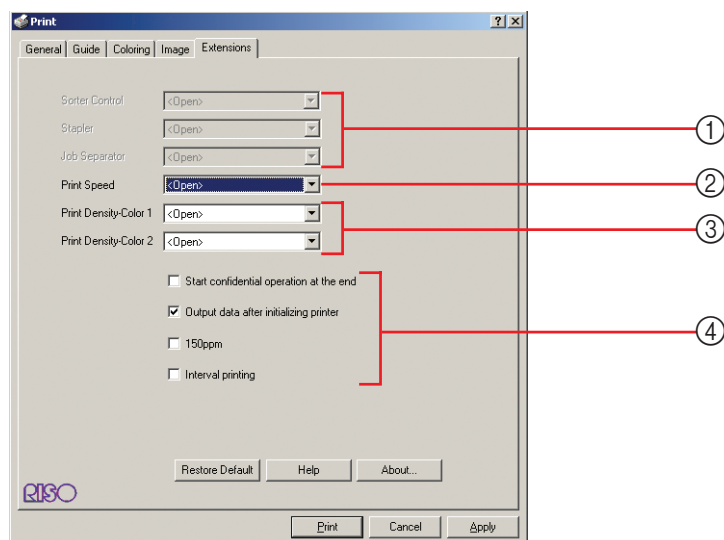 Print
General Guide Coloring Image Extensions
Sorter Control <Open>
Stapler <Open>
Job Separator <Open>
①
Print Speed <Open>
②
Print Density-Color 1 <Open>
③
Print Density-Color 2 <Open>
Start confidential operation at the end
Output data after initializing printer
④
150ppm
Interval printing
Restore Default Help About...
RISO
Print Cancel Apply